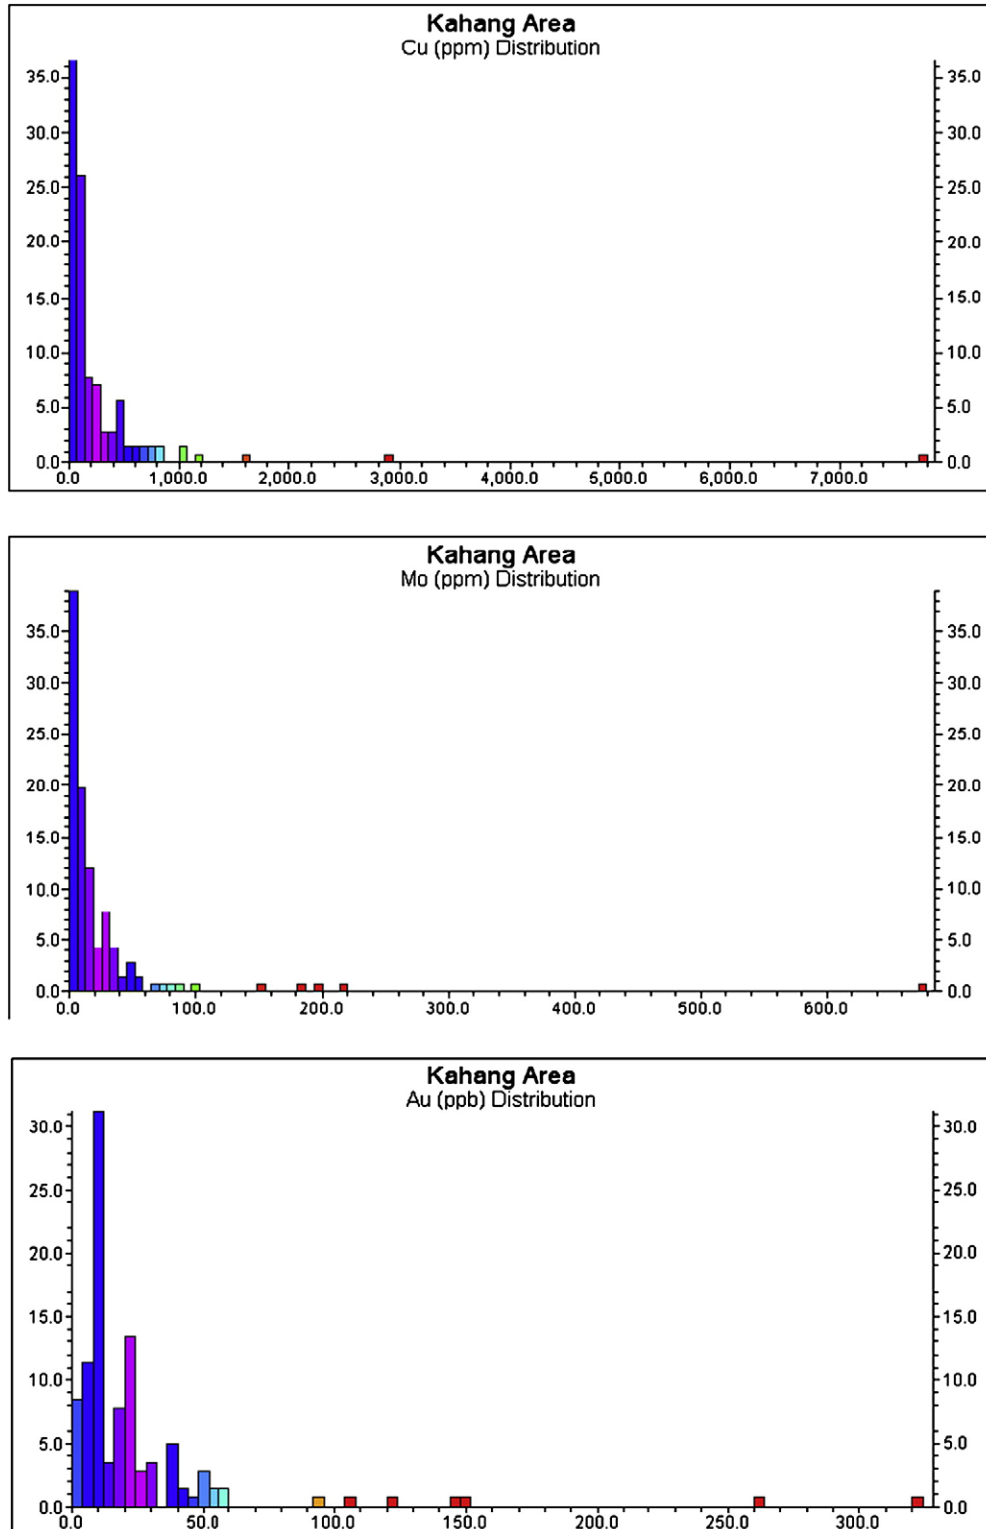 Kahang Area
Cu (ppm) Distribution
35.0 35.0
30.0 30.0
25.0 25.0
20.0 20.0
15.0 15.0
10.0 10.0
5.0 5.0
0.0 0.0
0.0 1,000.0 2,000.0 3,000.0 4,000.0 5,000.0 6,000.0 7,000.0
Kahang Area
Mo (ppm) Distribution
35.0 35.0
30.0 30.0
25.0 25.0
20.0 20.0
15.0 15.0
10.0 10.0
5.0 5.0
0.0 0.0
0.0 100.0 200.0 300.0 400.0 500.0 600.0
Kahang Area
Au (ppb) Distribution
30.0 30.0
25.0 25.0
20.0 20.0
15.0 15.0
10.0 10.0
5.0 5.0
0.0 0.0
0.0 50.0 100.0 150.0 200.0 250.0 300.0